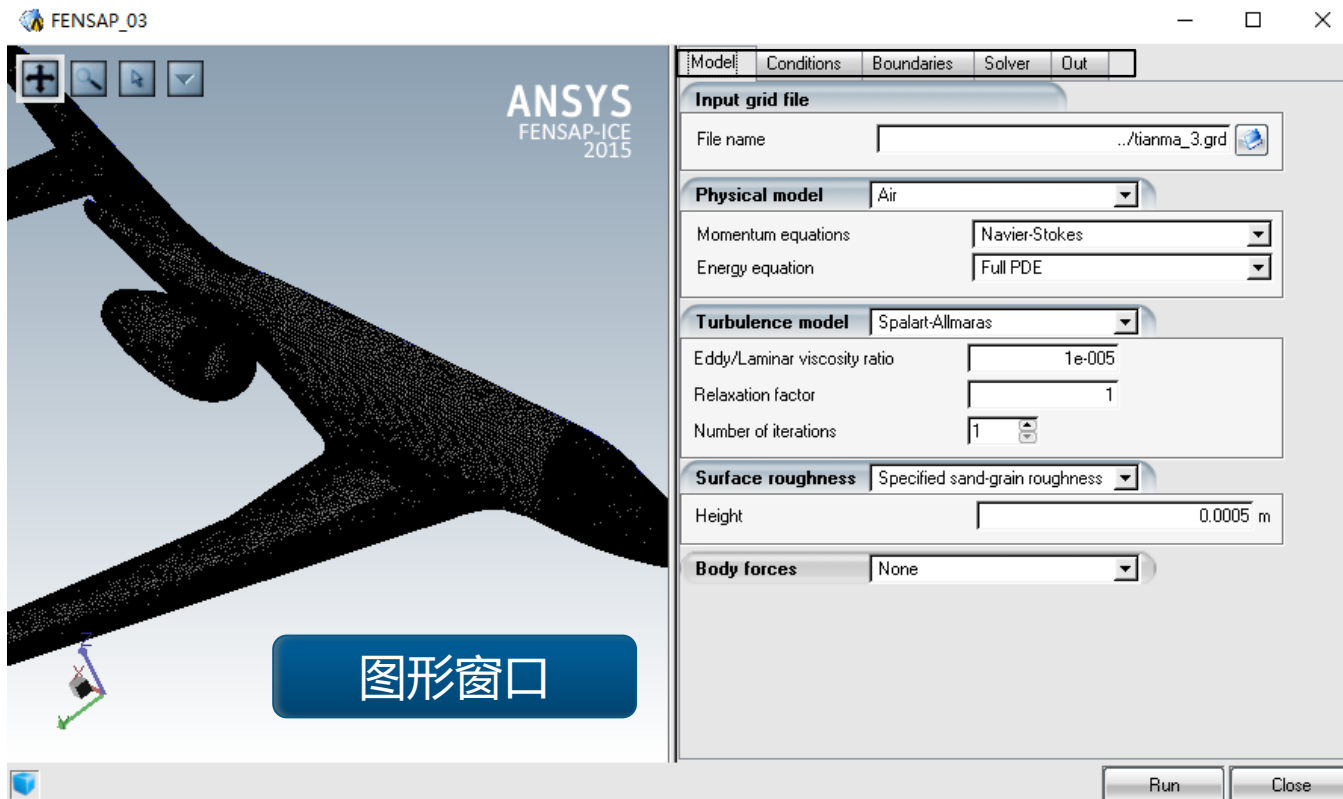 FENSAP_03
ANSYS
FENSAP-ICE
2015
图形窗口
Z
X
Y
Model Conditions Boundaries Solver Out
Input grid file
File name ../tianma_3.grd
Physical model Air
Momentum equations Navier-Stokes
Energy equation Full PDE
Turbulence model Spalart-Allmaras
Eddy/Laminar viscosity ratio 1e-005
Relaxation factor 1
Number of iterations 1
Surface roughness Specified sand-grain roughness
Height 0.0005 m
Body forces None
Run Close